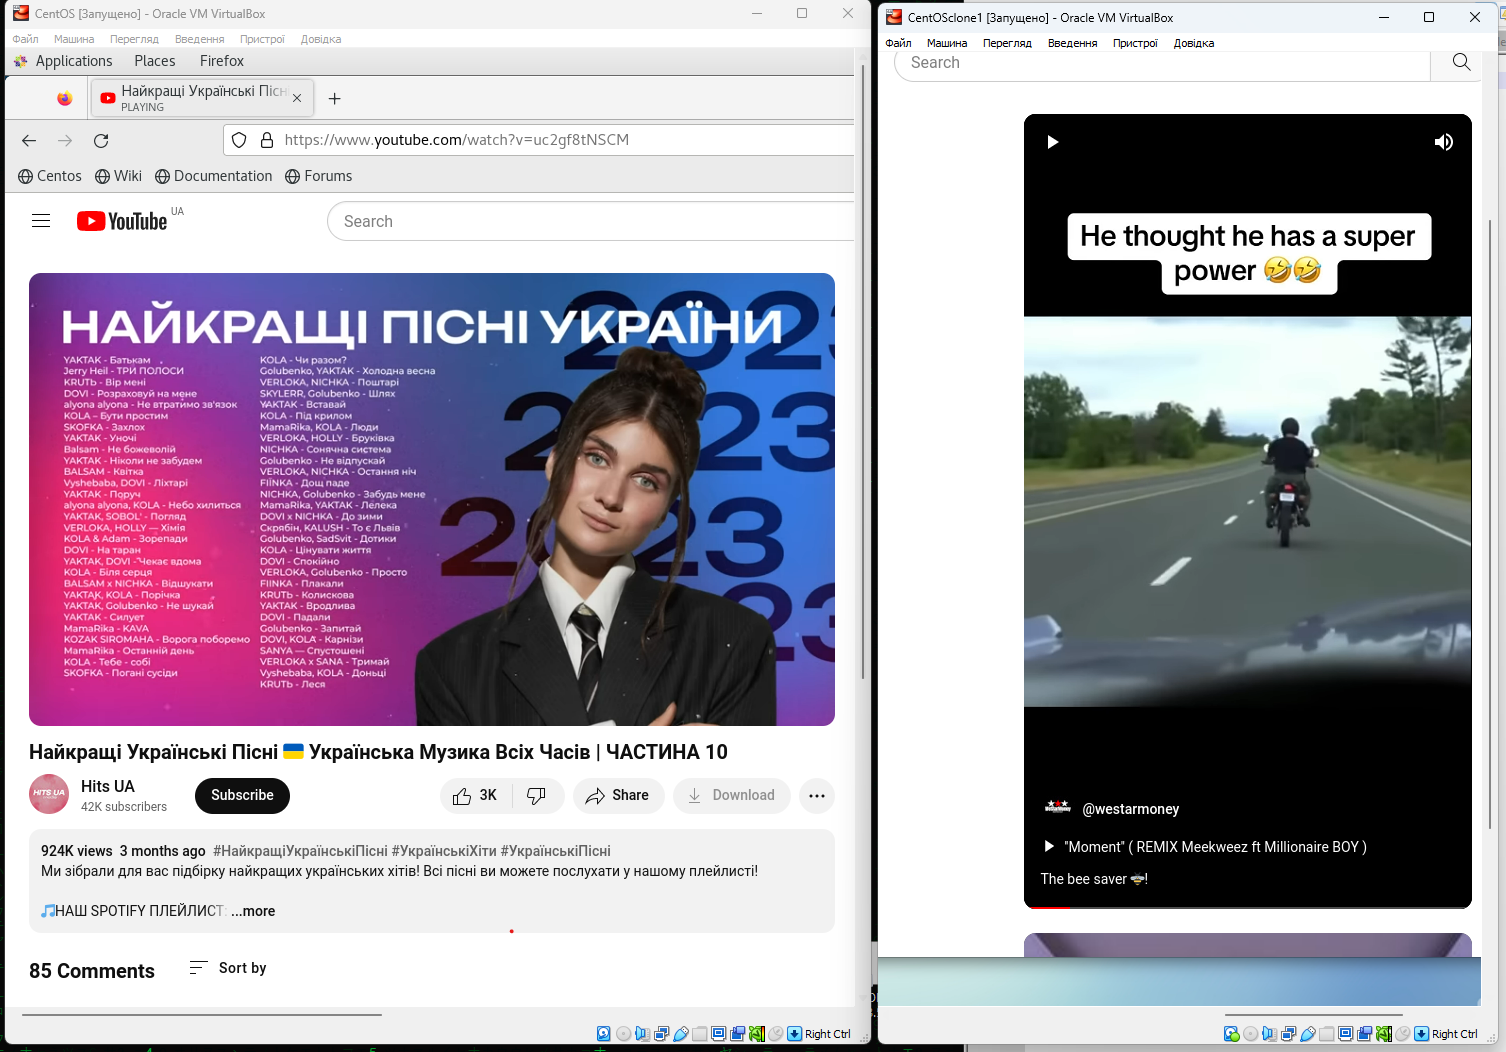 CentOS [Запущено] - Oracle VM VirtualBox
Файл Машина Перегляд Введення Пристрої Довідка
Applications Places Firefox
Найкращі Українські Пісн
PLAYING
https://www.youtube.com/watch?v=uc2gf8tNSCM
Centos Wiki Documentation Forums
YouTube UA
Search
НАЙКРАЩІ ПІСНІ УКРАЇНИ
2023
2023
2023
2023
YAKTAK - Батькам
Jerry Heil - ТРИ ПОЛОСИ
KRUTЬ - Вір мені
DOVI - Розраховуй на мене
alyona alyona - Не втратимо зв'язок
KOLA - Бути простим
SKOFKA - Захлох
YAKTAK - Уночі
Balsam - Не божеволій
YAKTAK - Ніколи не забудем
BALSAM - Квітка
Vyshebaba, DOVI - Ліхтарі
YAKTAK - Поруч
alyona alyona, KOLA - Небо хилиться
YAKTAK, SOBOL' - Погляд
VERLOKA, HOLLY — Хімія
KOLA & Adam - Зорепади
DOVI - На таран
YAKTAK, DOVI - Чекає вдома
KOLA - Біля серця
BALSAM x NICHKA - Відшукати
YAKTAK, KOLA - Порічка
YAKTAK, Golubenko - Не шукай
YAKTAK - Силует
MamaRika - KAVA
KOZAK SIROMAHA - Ворога поборемо
MamaRika - Останній день
KOLA - Тебе - собі
SKOFKA - Погані сусіди
KOLA - Чи разом?
Golubenko, YAKTAK - Холодна весна
VERLOKA, NICHKA - Поштарі
SKYLERR, Golubenko - Шлях
YAKTAK - Вставай
KOLA - Під крилом
MamaRika, KOLA - Люди
VERLOKA, HOLLY - Бруківка
NICHKA - Сонячна система
Golubenko - Не відпускай
VERLOKA, NICHKA - Остання ніч
FIЇNKA - Дощ паде
NICHKA, Golubenko - Забудь мене
MamaRika, YAKTAK - Лелека
DOVI x NICHKA - До зими
Скрябін, KALUSH - То є Львів
Golubenko, SadSvit - Дотики
KOLA - Цінувати життя
DOVI - Спокійно
VERLOKA, Golubenko - Просто
FIINKA - Плакали
KRUTЬ - Колискова
YAKTAK - Вродлива
DOVI - Падали
Golubenko - Запитай
DOVI, KOLA - Карнізи
SANYA — Спустошені
VERLOKA x SANA - Тримай
Vyshebaba, KOLA - Доньці
KRUTЬ - Леся
Найкращі Українські Пісні 🇺🇦 Українська Музика Всіх Часів | ЧАСТИНА 10
HITS UA
Hits UA
42K subscribers
Subscribe
3K
Share
Download
924K views 3 months ago #НайкращіУкраїнськіПісні #УкраїнськіХіти #УкраїнськіПісні
Ми зібрали для вас підбірку найкращих українських хітів! Всі пісні ви можете послухати у нашому плейлисті!
🎵НАШ SPOTIFY ПЛЕЙЛИСТ: ...more
85 Comments
Sort by
Right Ctrl
CentOSclone1 [Запущено] - Oracle VM VirtualBox
Файл Машина Перегляд Введення Пристрої Довідка
Search
He thought he has a super
power 🤣🤣
@westarmoney
"Moment" ( REMIX Meekweez ft Millionaire BOY )
The bee saver 🐝!
Right Ctrl